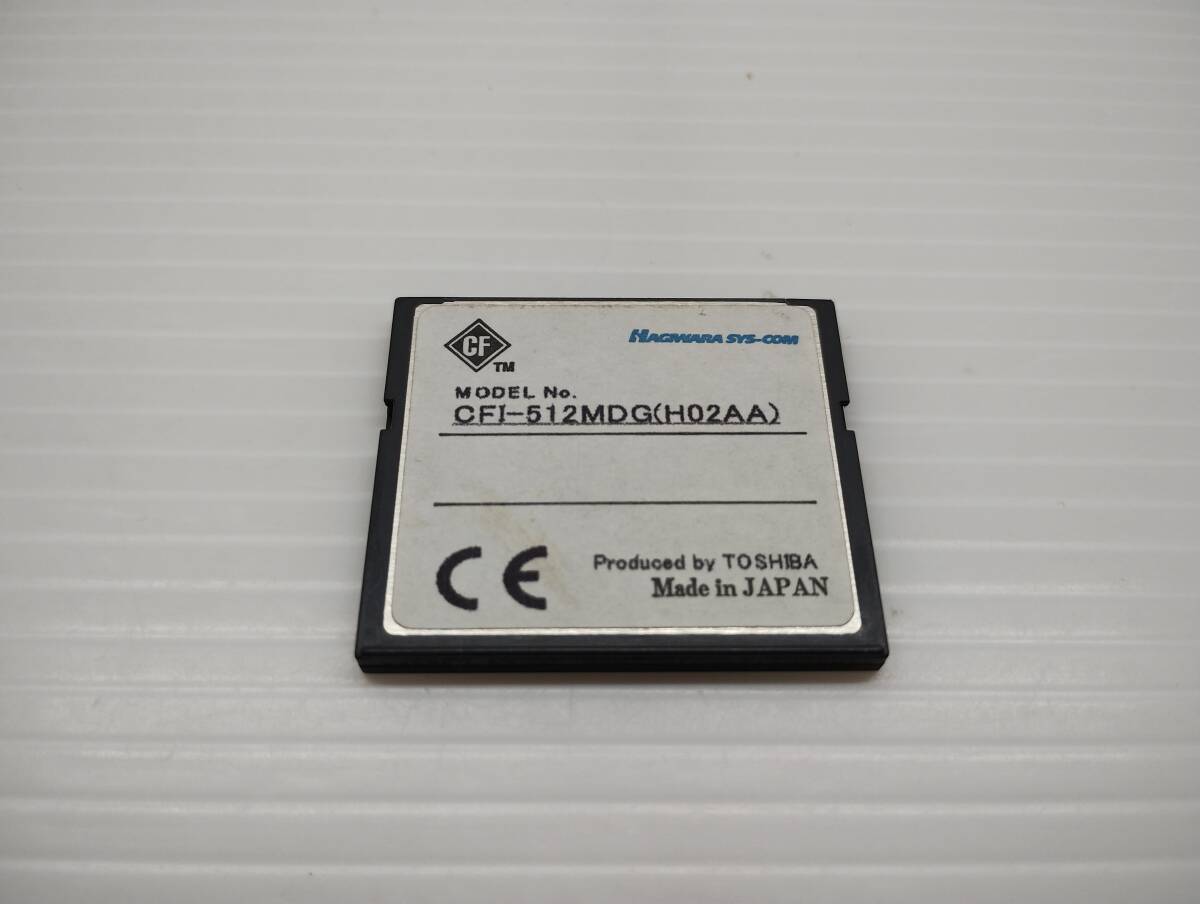 CF TM
HAGIWARA SYS-COM
MODEL No.
CFI-512MDG(H02AA)
CE
Produced by TOSHIBA
Made in JAPAN